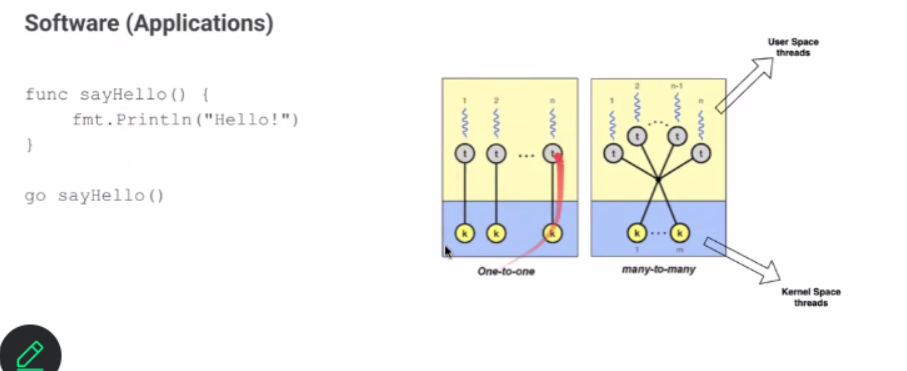 Software (Applications)
func sayHello() {
fmt.Println("Hello!")
}
go sayHello()
User Space
threads
1 2 n
t t ... t
k k k
One-to-one
1 2 n-1 n
t t ... t t
k ... k
1 m
many-to-many
Kernel Space
threads